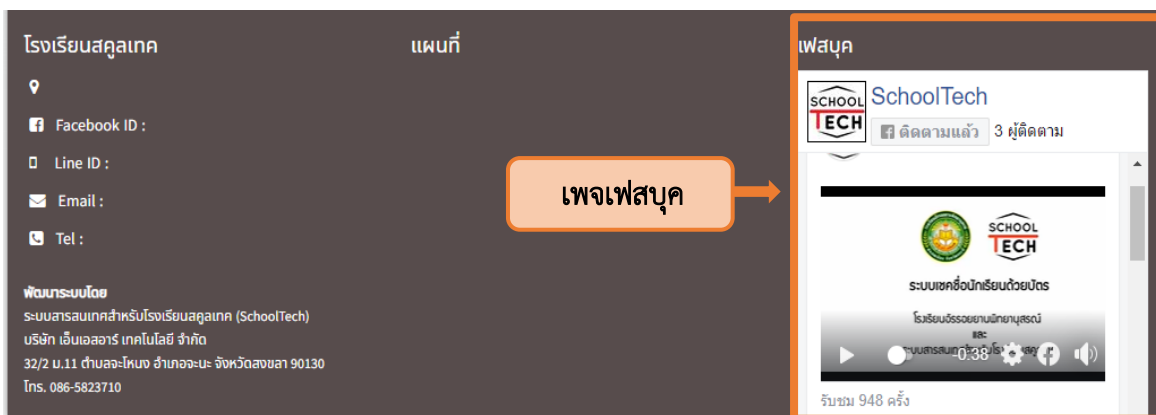 โรงเรียนสคูลเทค
Facebook ID :
Line ID :
Email :
Tel :
พัฒนาระบบโดย
ระบบสารสนเทศสำหรับโรงเรียนสคูลเทค (SchoolTech)
บริษัท เอ็นเอสอาร์ เทคโนโลยี จำกัด
32/2 ม.11 ตำบลจะโหนง อำเภอจะนะ จังหวัดสงขลา 90130
โทร. 086-5823710
แผนที่
เพจเฟสบุค
เฟสบุค
SCHOOL
TECH
SchoolTech
ติดตามแล้ว
3 ผู้ติดตาม
SCHOOL
TECH
ระบบเช็คชื่อนักเรียนด้วยบัตร
และ
-0:38
รับชม 948 ครั้ง